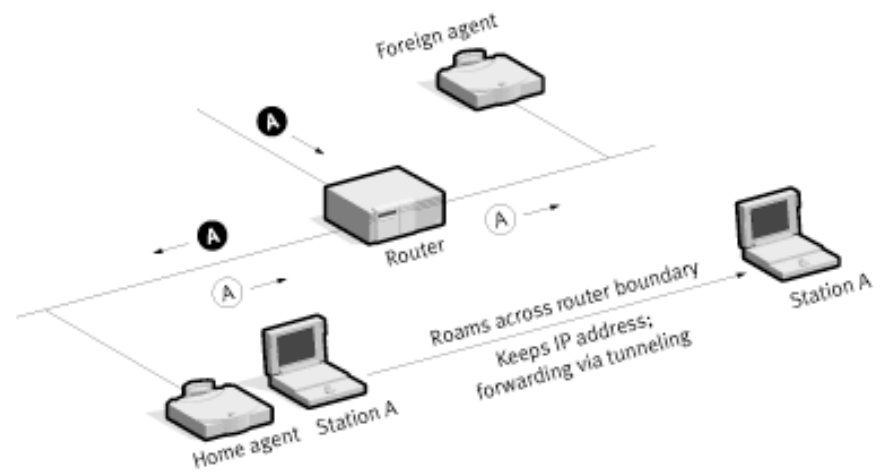 Foreign agent
A
A
Router
A
A
Roams across router boundary
Keeps IP address;
forwarding via tunneling
Station A
Station A
Home agent